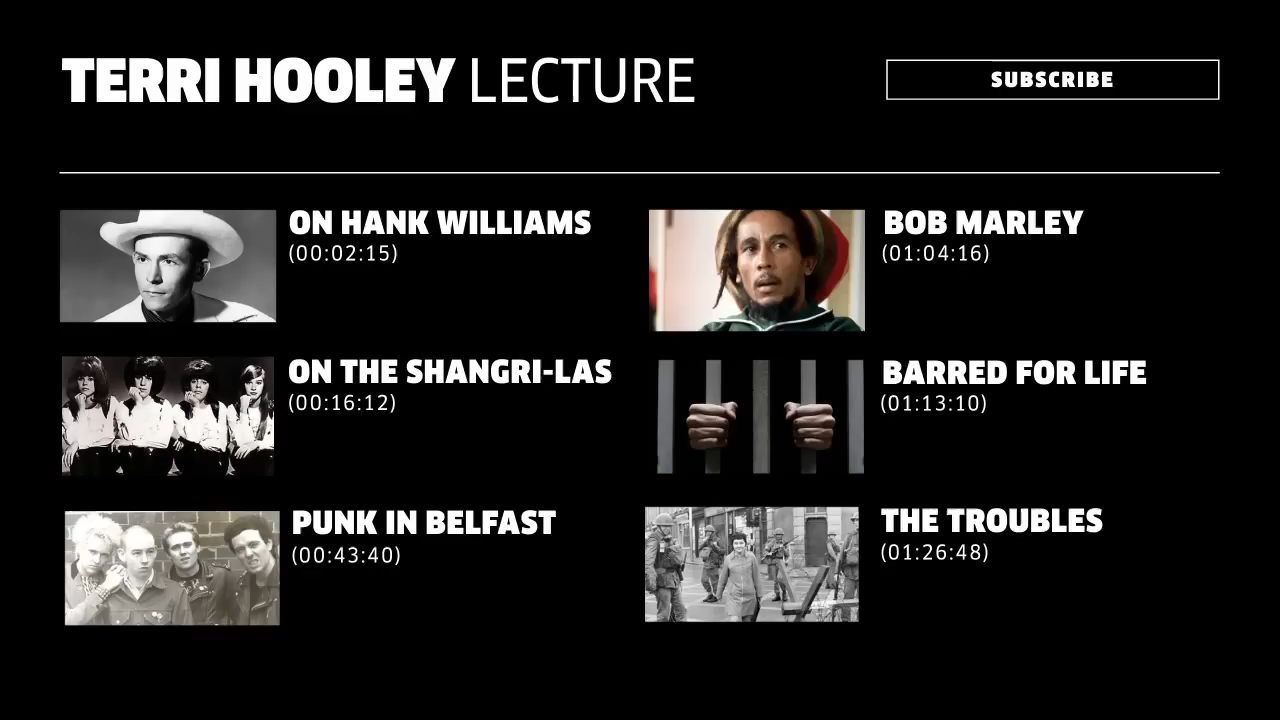 TERRI HOOLEY LECTURE
SUBSCRIBE
ON HANK WILLIAMS
(00:02:15)
ON THE SHANGRI-LAS
(00:16:12)
PUNK IN BELFAST
(00:43:40)
BOB MARLEY
(01:04:16)
BARRED FOR LIFE
(01:13:10)
THE TROUBLES
(01:26:48)